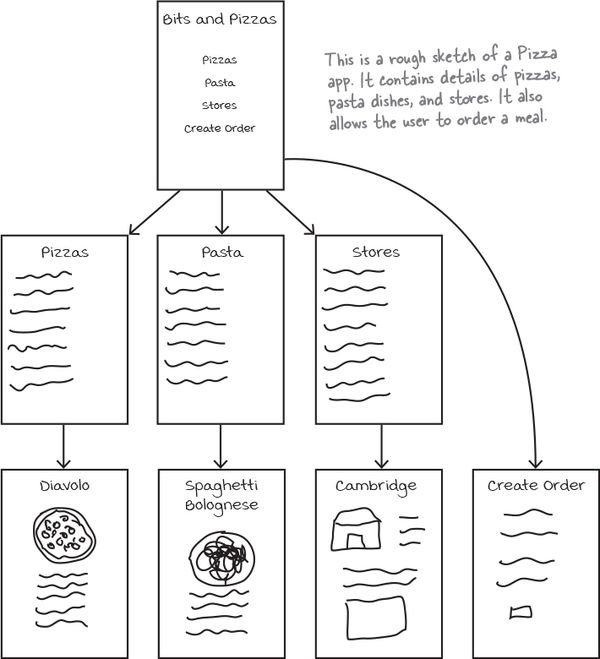 Bits and Pizzas
Pizzas
Pasta
Stores
Create Order
This is a rough sketch of a Pizza
app. It contains details of pizzas,
pasta dishes, and stores. It also
allows the user to order a meal.
Pizzas
Pasta
Stores
Diavolo
Spaghetti
Bolognese
Cambridge
Create Order